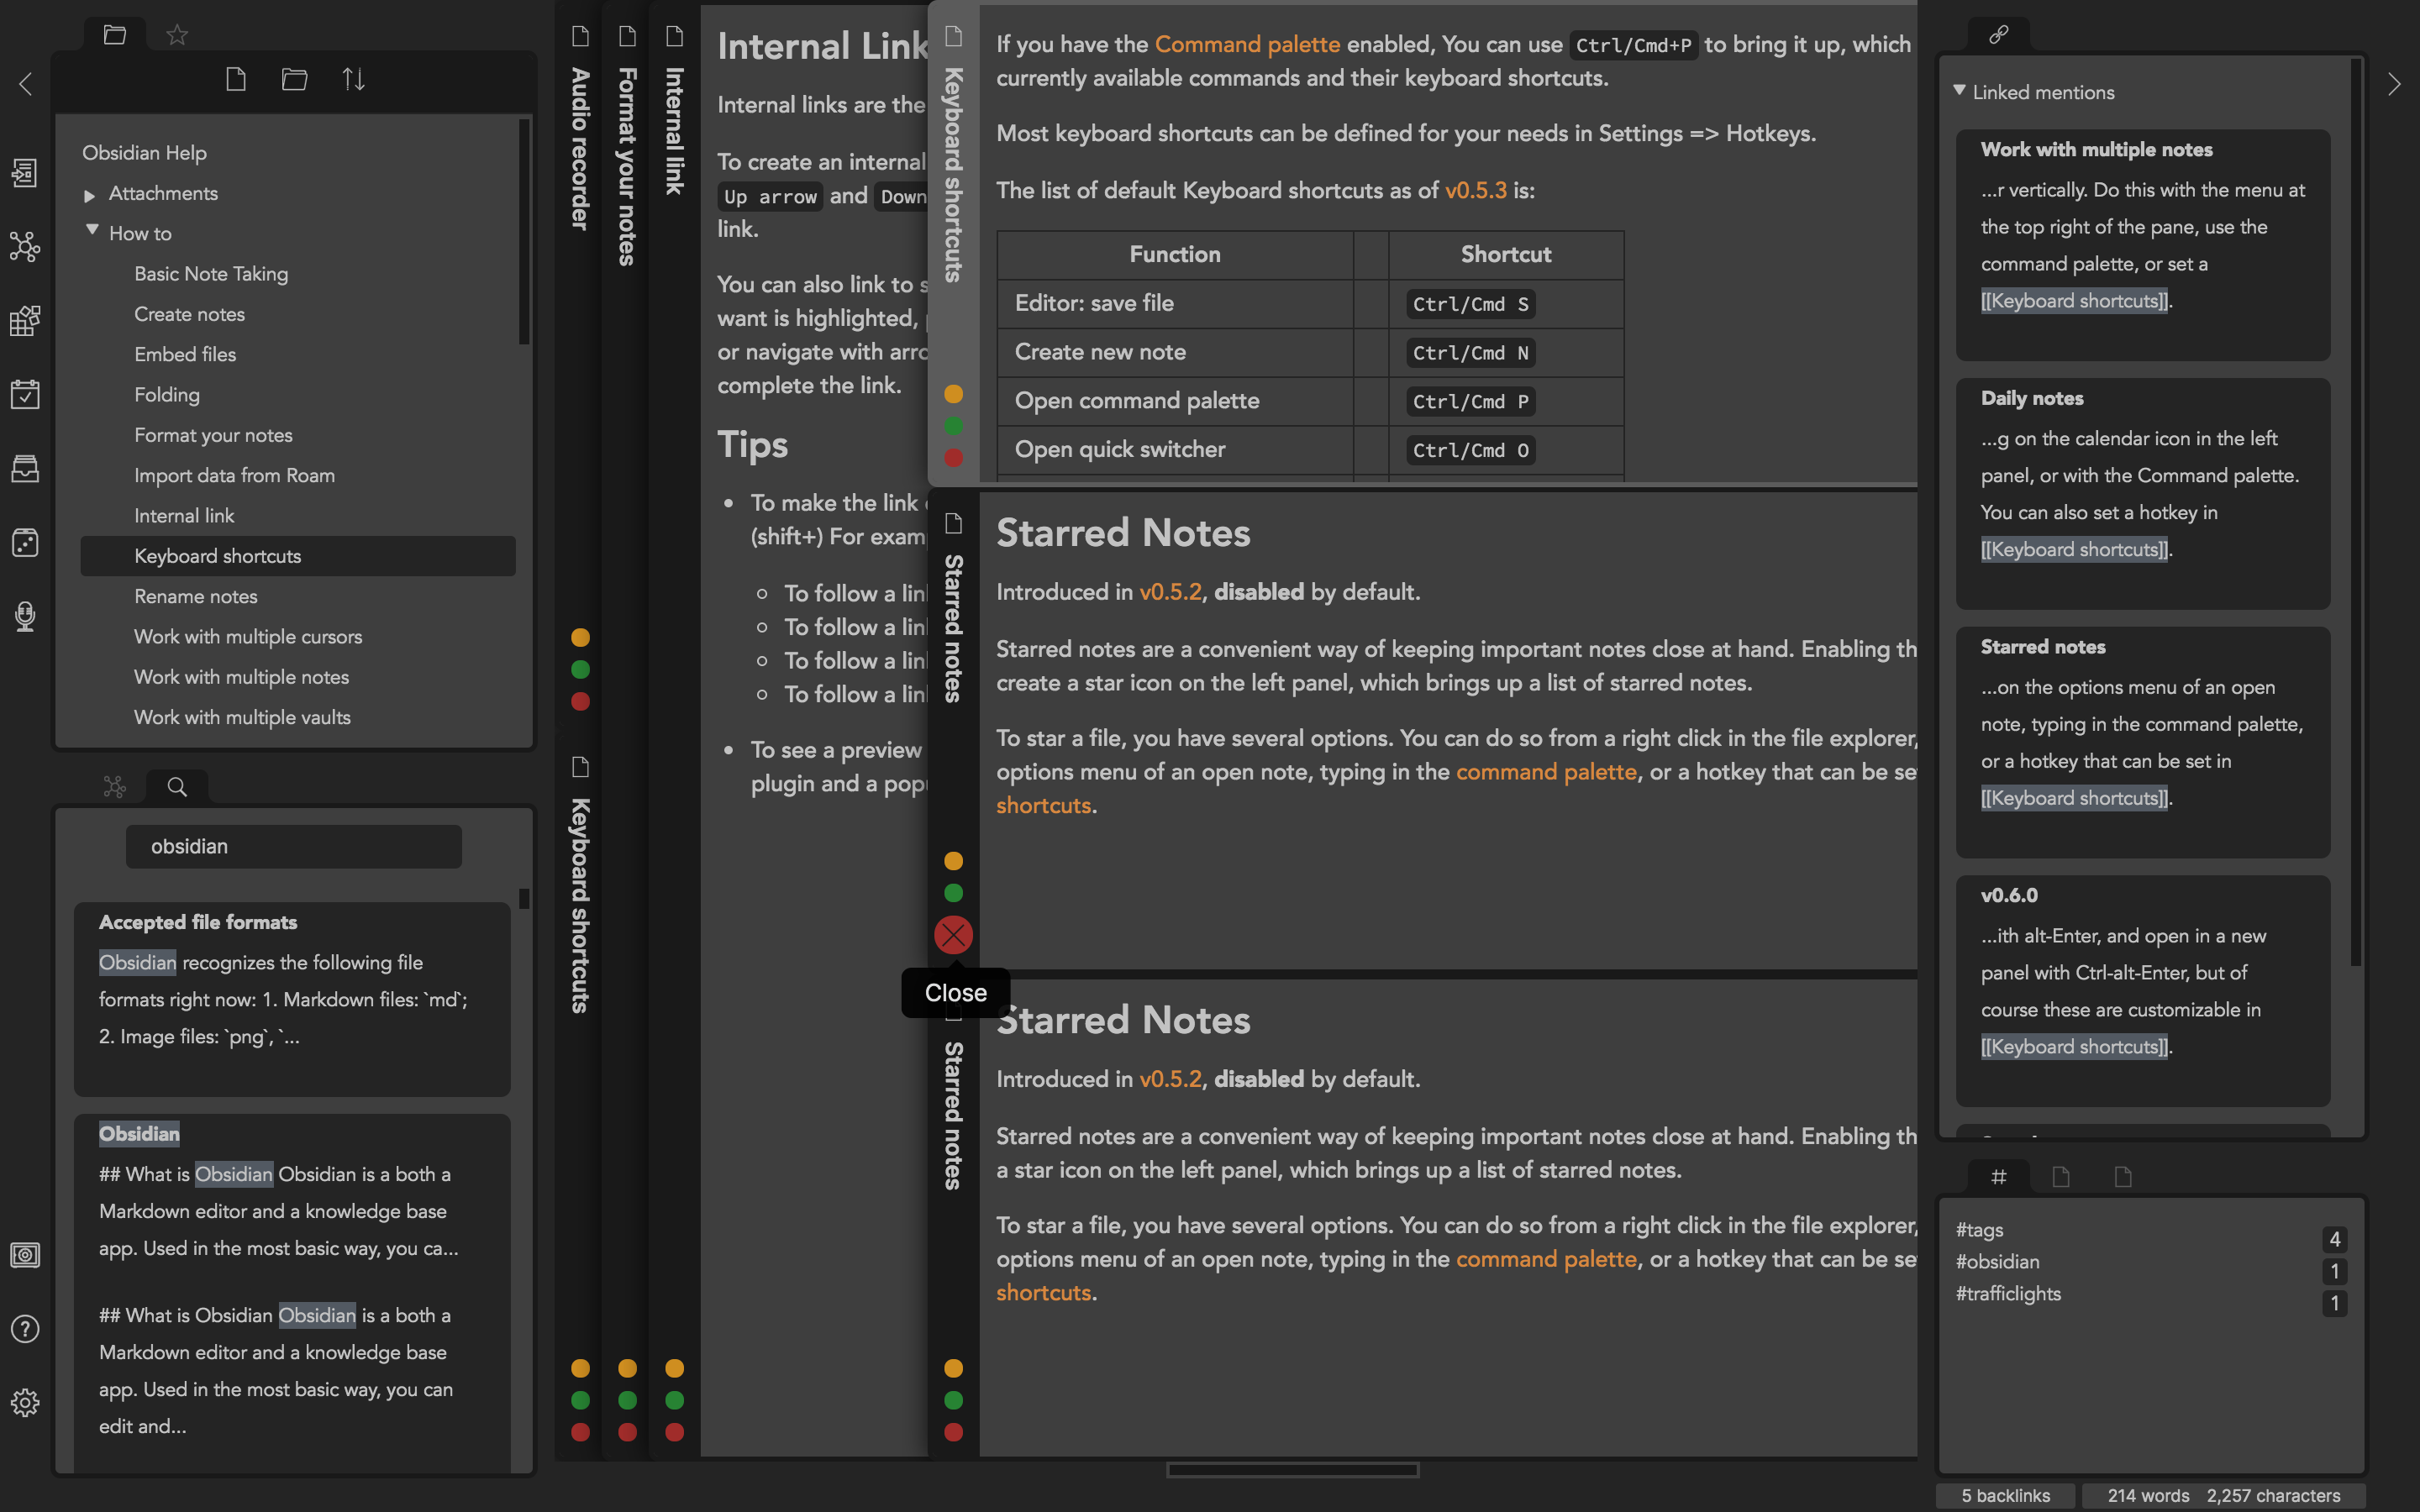 Obsidian Help
Attachments
How to
Basic Note Taking
Create notes
Embed files
Folding
Format your notes
Import data from Roam
Internal link
Keyboard shortcuts
Rename notes
Work with multiple cursors
Work with multiple notes
Work with multiple vaults
obsidian
Accepted file formats
Obsidian recognizes the following file
formats right now: 1. Markdown files: `md`;
2. Image files: `png`, `...
Obsidian
## What is Obsidian Obsidian is a both a
Markdown editor and a knowledge base
app. Used in the most basic way, you ca...
## What is Obsidian Obsidian is a both a
Markdown editor and a knowledge base
app. Used in the most basic way, you can
edit and...
Audio recorder
Keyboard shortcuts
Format your notes
Internal link
Internal Link
Internal links are the
To create an internal
Up arrow and Down
link.
You can also link to s
want is highlighted,
or navigate with arro
complete the link.
Tips
To make the link
(shift+) For exam
To follow a lin
To follow a lin
To follow a lin
To follow a lin
To see a preview
plugin and a pop
Keyboard shortcuts
If you have the Command palette enabled, You can use Ctrl/Cmd+P to bring it up, which
currently available commands and their keyboard shortcuts.
Most keyboard shortcuts can be defined for your needs in Settings => Hotkeys.
The list of default Keyboard shortcuts as of v0.5.3 is:
Function Shortcut
Editor: save file Ctrl/Cmd S
Create new note Ctrl/Cmd N
Open command palette Ctrl/Cmd P
Open quick switcher Ctrl/Cmd O
Starred notes
Starred Notes
Introduced in v0.5.2, disabled by default.
Starred notes are a convenient way of keeping important notes close at hand. Enabling th
create a star icon on the left panel, which brings up a list of starred notes.
To star a file, you have several options. You can do so from a right click in the file explorer,
options menu of an open note, typing in the command palette, or a hotkey that can be se
shortcuts.
Close
Starred notes
Starred Notes
Introduced in v0.5.2, disabled by default.
Starred notes are a convenient way of keeping important notes close at hand. Enabling th
a star icon on the left panel, which brings up a list of starred notes.
To star a file, you have several options. You can do so from a right click in the file explorer,
options menu of an open note, typing in the command palette, or a hotkey that can be se
shortcuts.
Linked mentions
Work with multiple notes
...r vertically. Do this with the menu at
the top right of the pane, use the
command palette, or set a
[[Keyboard shortcuts]].
Daily notes
...g on the calendar icon in the left
panel, or with the Command palette.
You can also set a hotkey in
[[Keyboard shortcuts]].
Starred notes
...on the options menu of an open
note, typing in the command palette,
or a hotkey that can be set in
[[Keyboard shortcuts]].
v0.6.0
...ith alt-Enter, and open in a new
panel with Ctrl-alt-Enter, but of
course these are customizable in
[[Keyboard shortcuts]].
#tags 4
#obsidian 1
#trafficlights 1
5 backlinks 214 words 2,257 characters